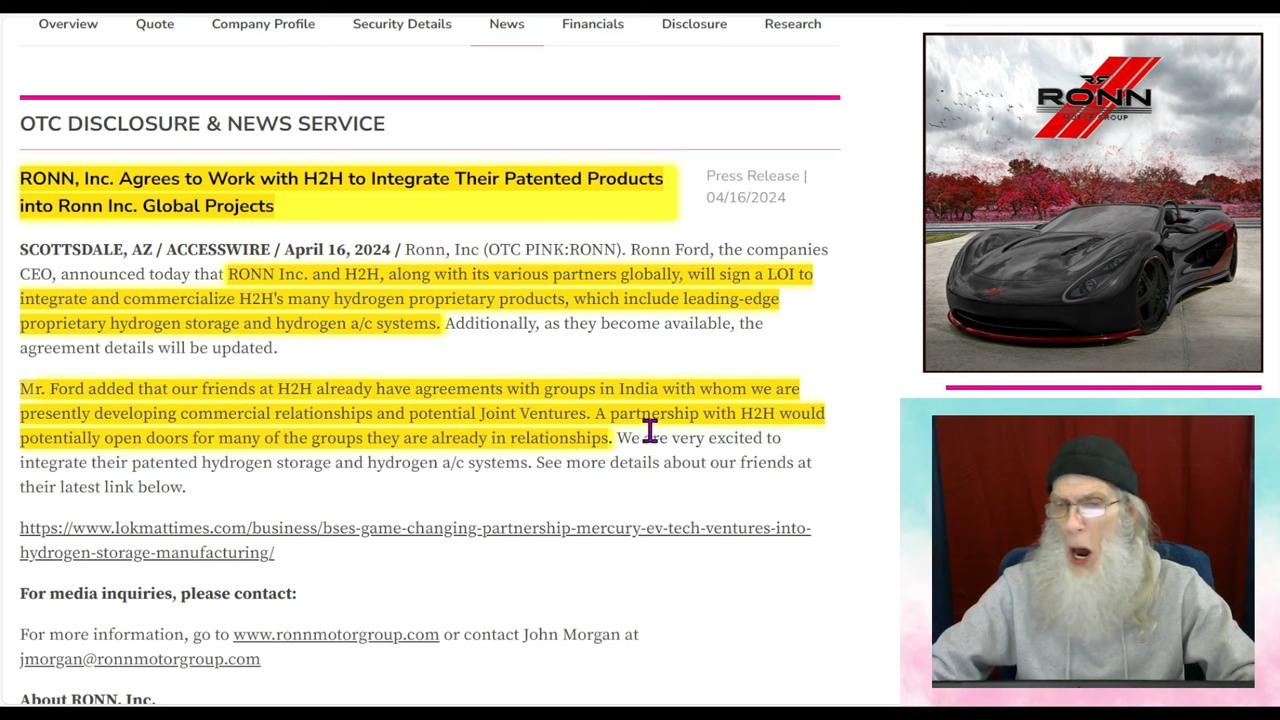 Overview Quote Company Profile Security Details News Financials Disclosure Research
OTC DISCLOSURE & NEWS SERVICE
RONN, Inc. Agrees to Work with H2H to Integrate Their Patented Products
into Ronn Inc. Global Projects
Press Release |
04/16/2024
SCOTTSDALE, AZ / ACCESSWIRE / April 16, 2024 / Ronn, Inc (OTC PINK:RONN). Ronn Ford, the companies
CEO, announced today that RONN Inc. and H2H, along with its various partners globally, will sign a LOI to
integrate and commercialize H2H's many hydrogen proprietary products, which include leading-edge
proprietary hydrogen storage and hydrogen a/c systems. Additionally, as they become available, the
agreement details will be updated.
Mr. Ford added that our friends at H2H already have agreements with groups in India with whom we are
presently developing commercial relationships and potential Joint Ventures. A partnership with H2H would
potentially open doors for many of the groups they are already in relationships. We are very excited to
integrate their patented hydrogen storage and hydrogen a/c systems. See more details about our friends at
their latest link below.
https://www.lokmattimes.com/business/bses-game-changing-partnership-mercury-ev-tech-ventures-into-
hydrogen-storage-manufacturing/
For media inquiries, please contact:
For more information, go to www.ronnmotorgroup.com or contact John Morgan at
jmorgan@ronnmotorgroup.com
About RONN, Inc.
RONN
MOTOR GROUP